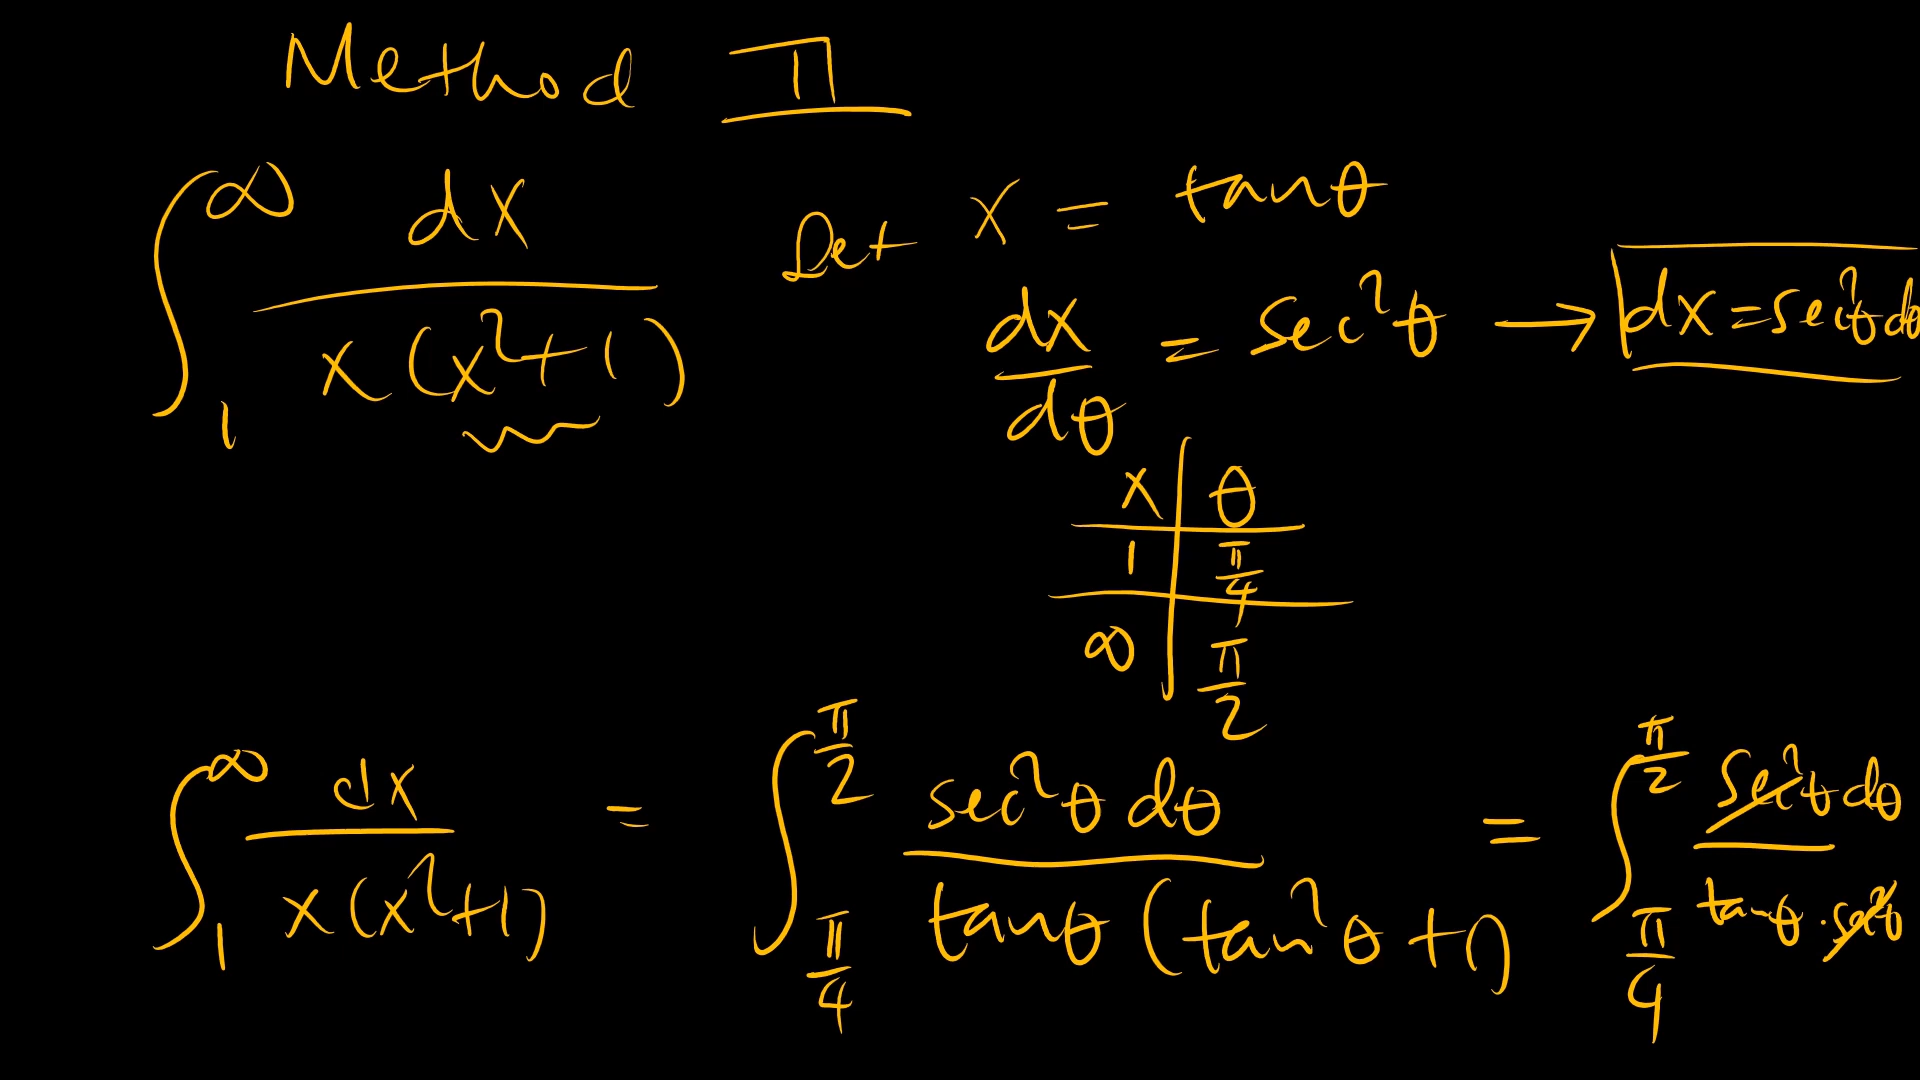 Method II
∫₁^∞ dx / x(x²+1)
Let x = tanθ
dx/dθ = sec²θ → dx = sec²θ dθ
x | θ
1 | π/4
∞ | π/2
∫₁^∞ dx / x(x²+1) = ∫_{π/4}^{π/2} sec²θ dθ / tanθ (tan²θ +1) = ∫_{π/4}^{π/2} sec²θ dθ / tanθ · sec²θ